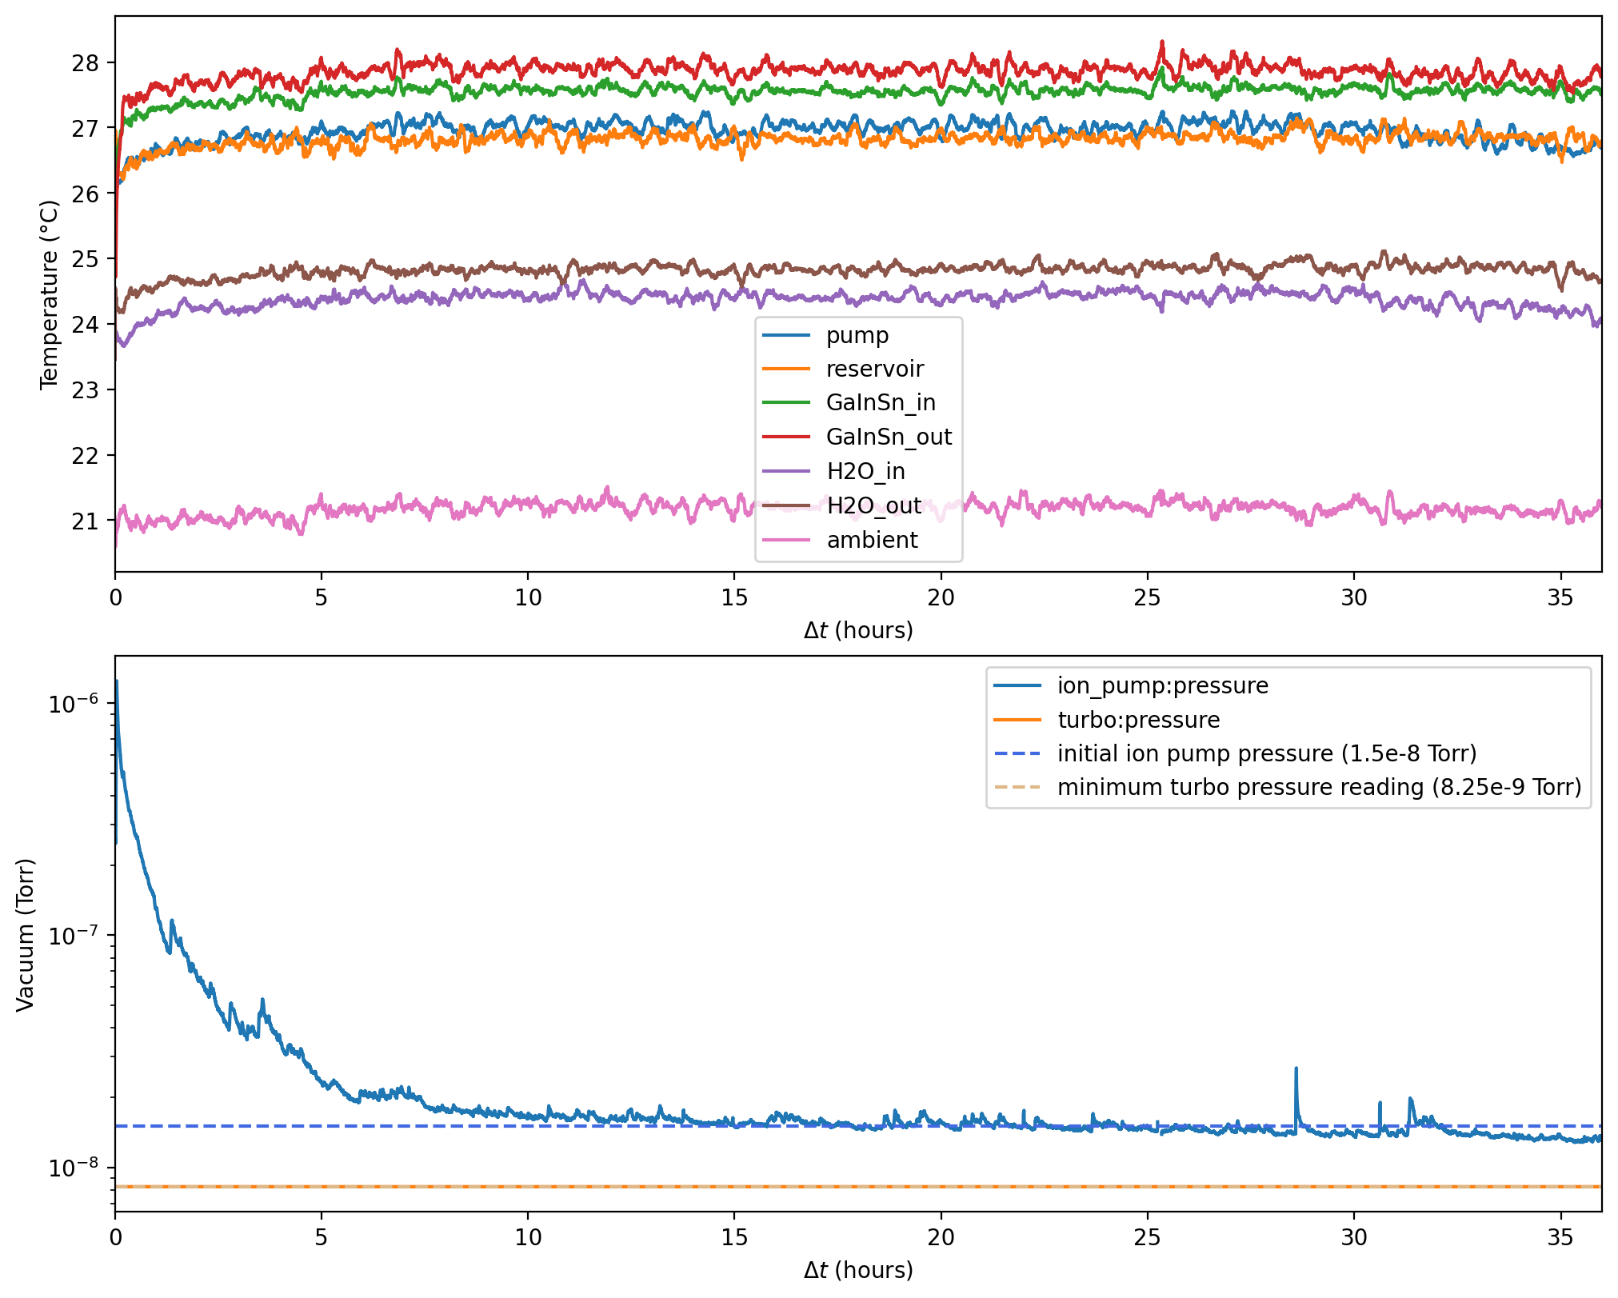 28
27
26
25
24
23
22
21
Temperature (°C)
pump
reservoir
GaInSn_in
GaInSn_out
H2O_in
H2O_out
ambient
0 5 10 15 20 25 30 35
Δt (hours)
10⁻⁶
10⁻⁷
10⁻⁸
Vacuum (Torr)
ion_pump:pressure
turbo:pressure
initial ion pump pressure (1.5e-8 Torr)
minimum turbo pressure reading (8.25e-9 Torr)
0 5 10 15 20 25 30 35
Δt (hours)